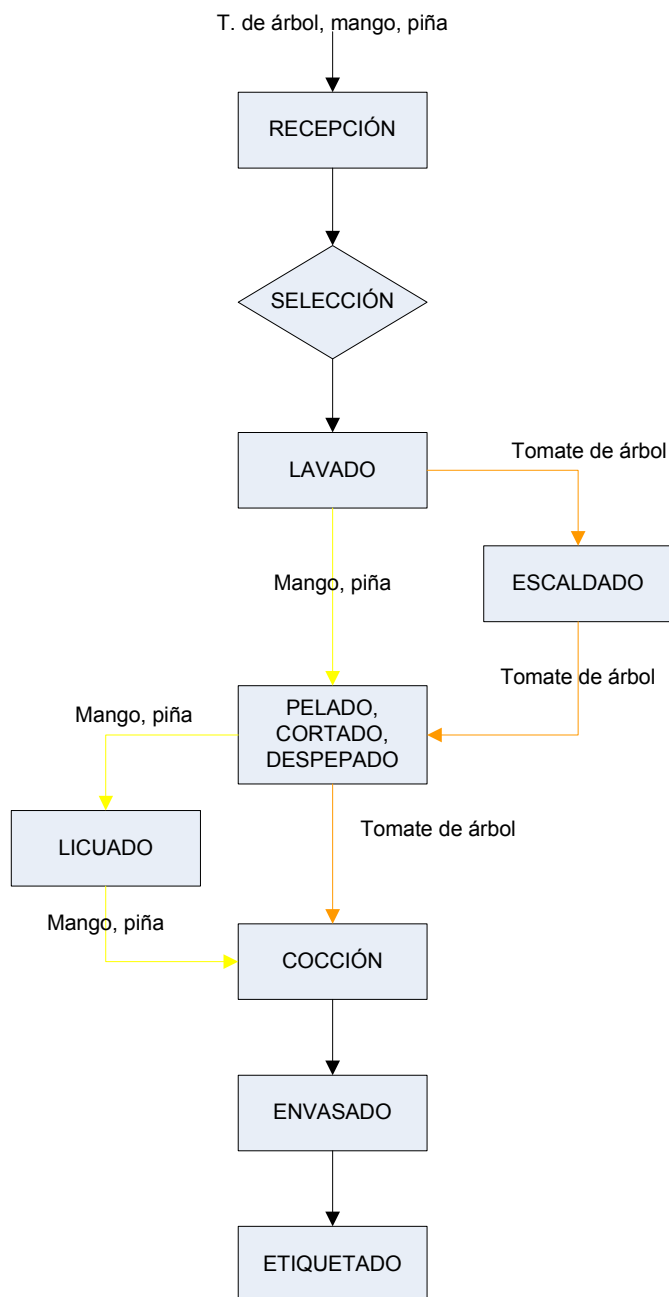 T. de árbol, mango, piña
RECEPCIÓN
SELECCIÓN
LAVADO
Tomate de árbol
Mango, piña
ESCALDADO
Tomate de árbol
PELADO,
CORTADO,
DESPEPADO
Mango, piña
LICUADO
Tomate de árbol
Mango, piña
COCCIÓN
ENVASADO
ETIQUETADO